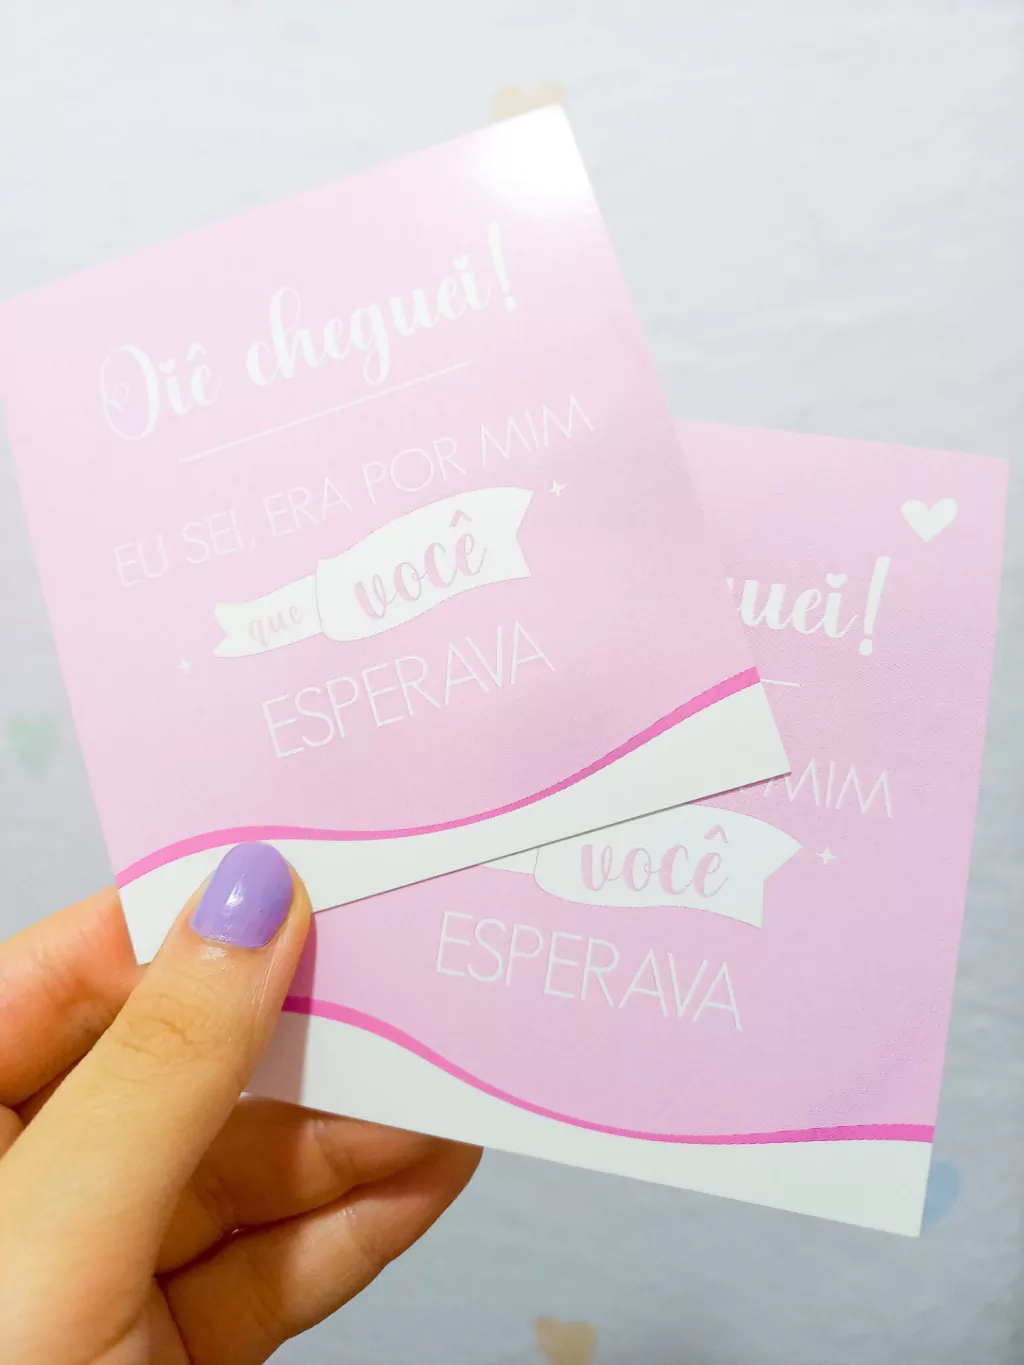 Oiê cheguei!
EU SEI, ERA POR MIM
que você
ESPERAVA
uei!
MIM
você
ESPERAVA